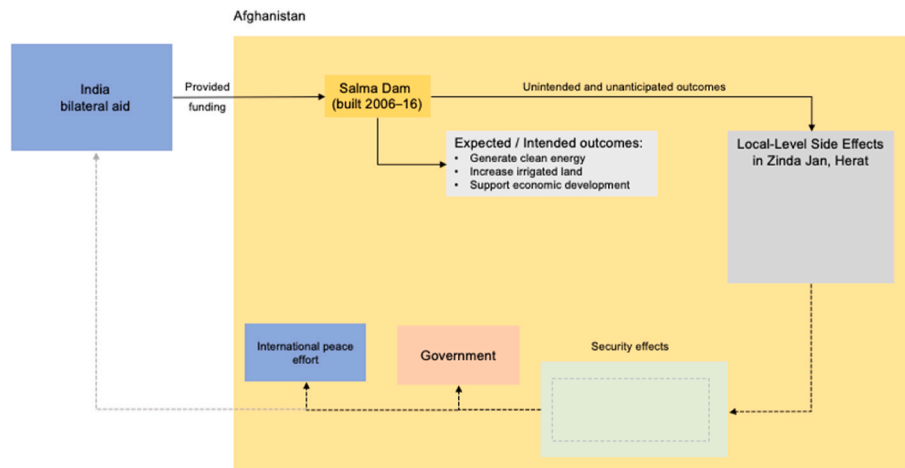 Afghanistan
India
bilateral aid
Provided
funding
Salma Dam
(built 2006–16)
Unintended and unanticipated outcomes
Expected / Intended outcomes:
• Generate clean energy
• Increase irrigated land
• Support economic development
Local-Level Side Effects
in Zinda Jan, Herat
International peace
effort
Government
Security effects